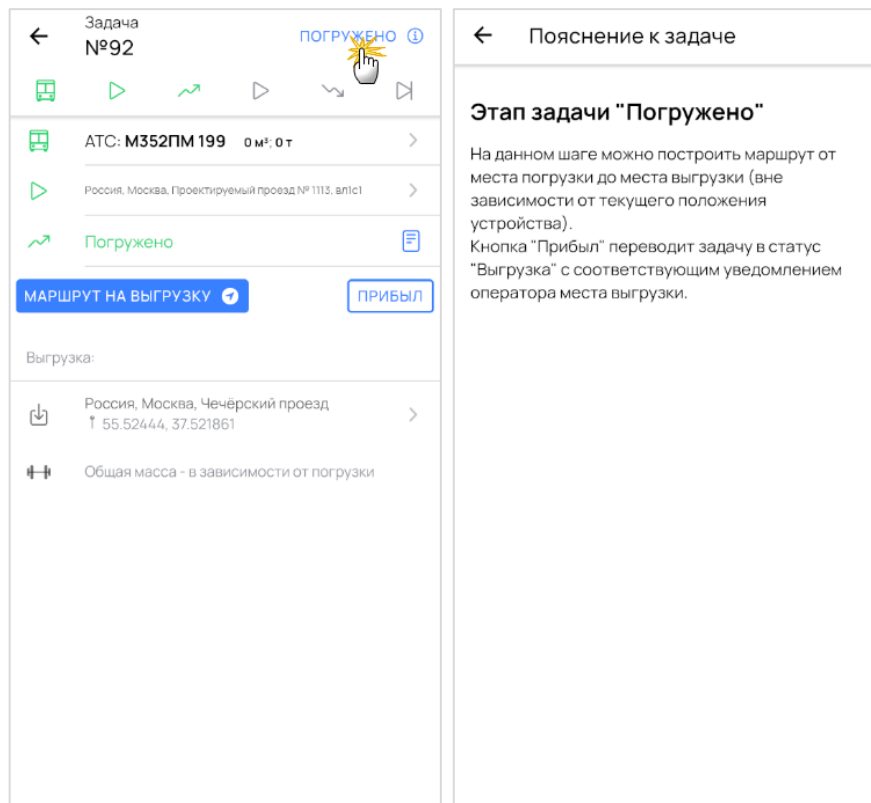 Задача
№92
ПОГРУЖЕНО
АТС: М352ПМ 199 0 м³; 0 т
Россия, Москва, Проектируемый проезд № 1113, вл1с1
Погружено
МАРШРУТ НА ВЫГРУЗКУ
ПРИБЫЛ
Выгрузка:
Россия, Москва, Чечёрский проезд
55.52444, 37.521861
Общая масса - в зависимости от погрузки
Пояснение к задаче
Этап задачи "Погружено"
На данном шаге можно построить маршрут от
места погрузки до места выгрузки (вне
зависимости от текущего положения
устройства).
Кнопка "Прибыл" переводит задачу в статус
"Выгрузка" с соответствующим уведомлением
оператора места выгрузки.